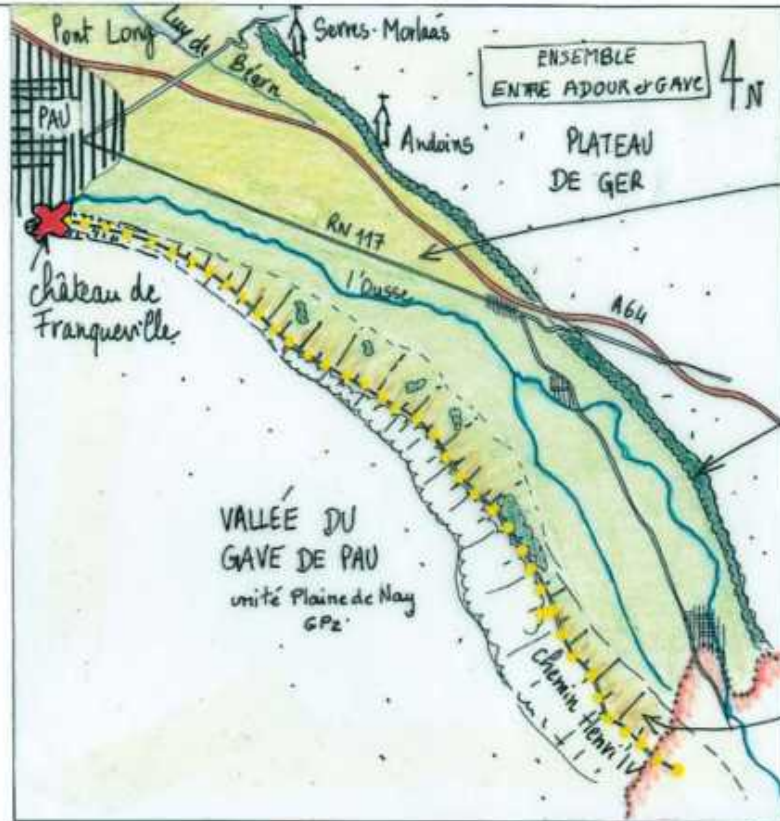 Pont Long
Luy de
Béarn
Serres-Morlaàs
ENSEMBLE
ENTRE ADOUR et GAVE
N
PAU
Andoins
PLATEAU
DE GER
RN 117
l'Ousse
A64
château de
Franqueville
VALLÉE DU
GAVE DE PAU
unité Plaine de Nay
GP2
chemin Henri IV